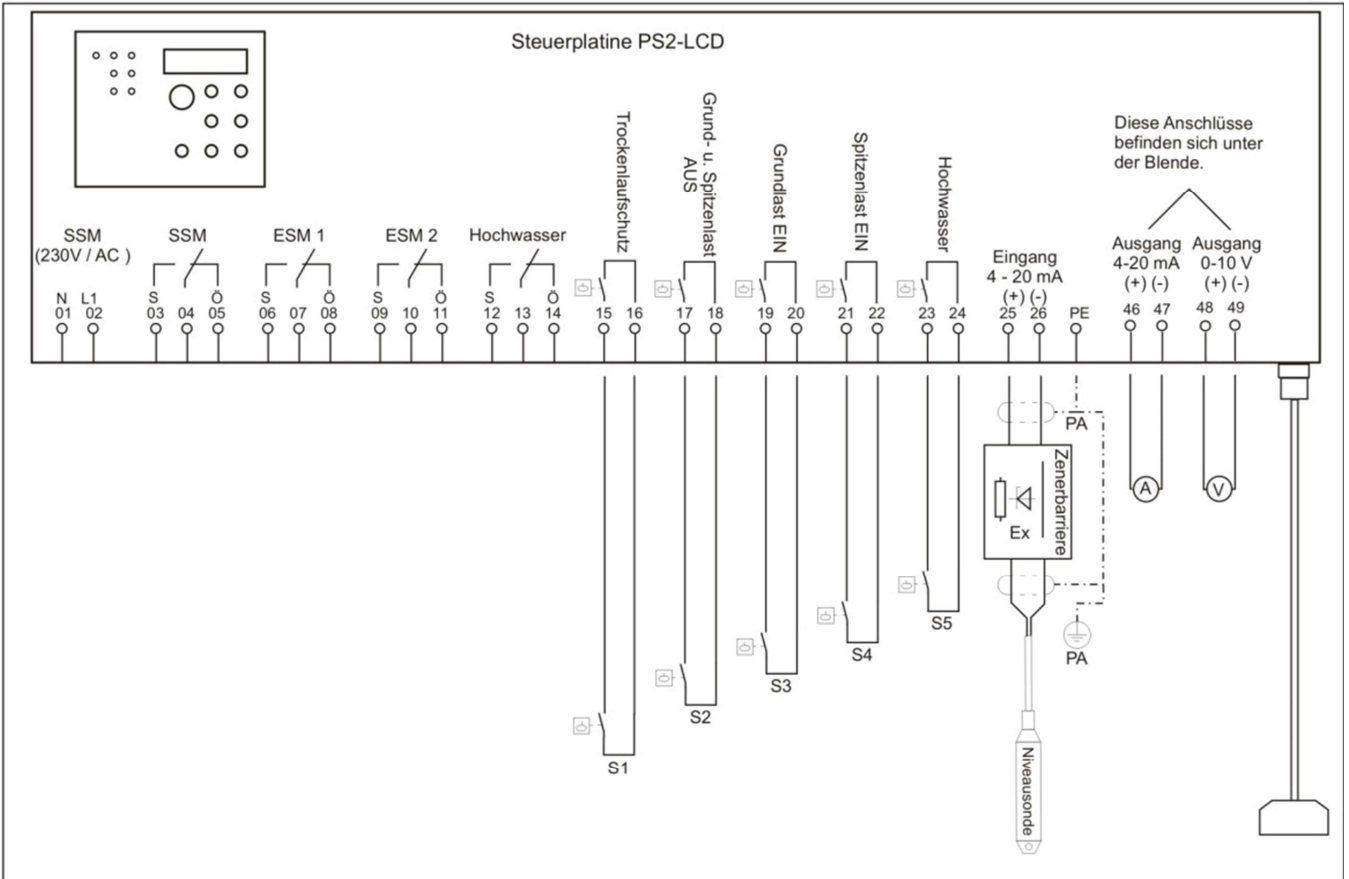 Steuerplatine PS2-LCD
Trockenlaufschutz
Grund- u. Spitzenlast
AUS
Grundlast EIN
Spitzenlast EIN
Hochwasser
Diese Anschlüsse
befinden sich unter
der Blende.
SSM
(230V / AC )
SSM
ESM 1
ESM 2
Hochwasser
Eingang
4 - 20 mA
(+) (-)
Ausgang
4-20 mA
(+) (-)
Ausgang
0-10 V
(+) (-)
N L1
S Ö
S Ö
S Ö
S Ö
01 02 03 04 05 06 07 08 09 10 11 12 13 14 15 16 17 18 19 20 21 22 23 24 25 26 PE 46 47 48 49
PA
Zenerbarriere
Ex
A
V
S5
S4
S3
S2
S1
PA
Niveausonde